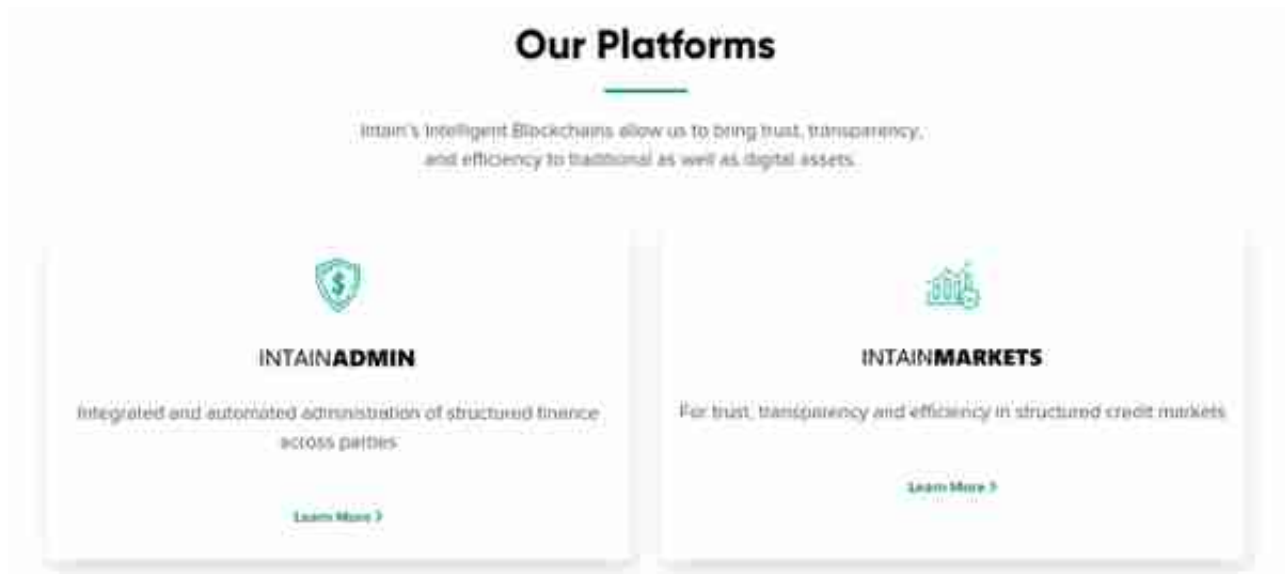 Our Platforms
Intain's Intelligent Blockchains allow us to bring trust, transparency,
and efficiency to traditional as well as digital assets.
$
INTAINADMIN
Integrated and automated administration of structured finance
across parties
Learn More >
INTAINMARKETS
For trust, transparency and efficiency in structured credit markets
Learn More >